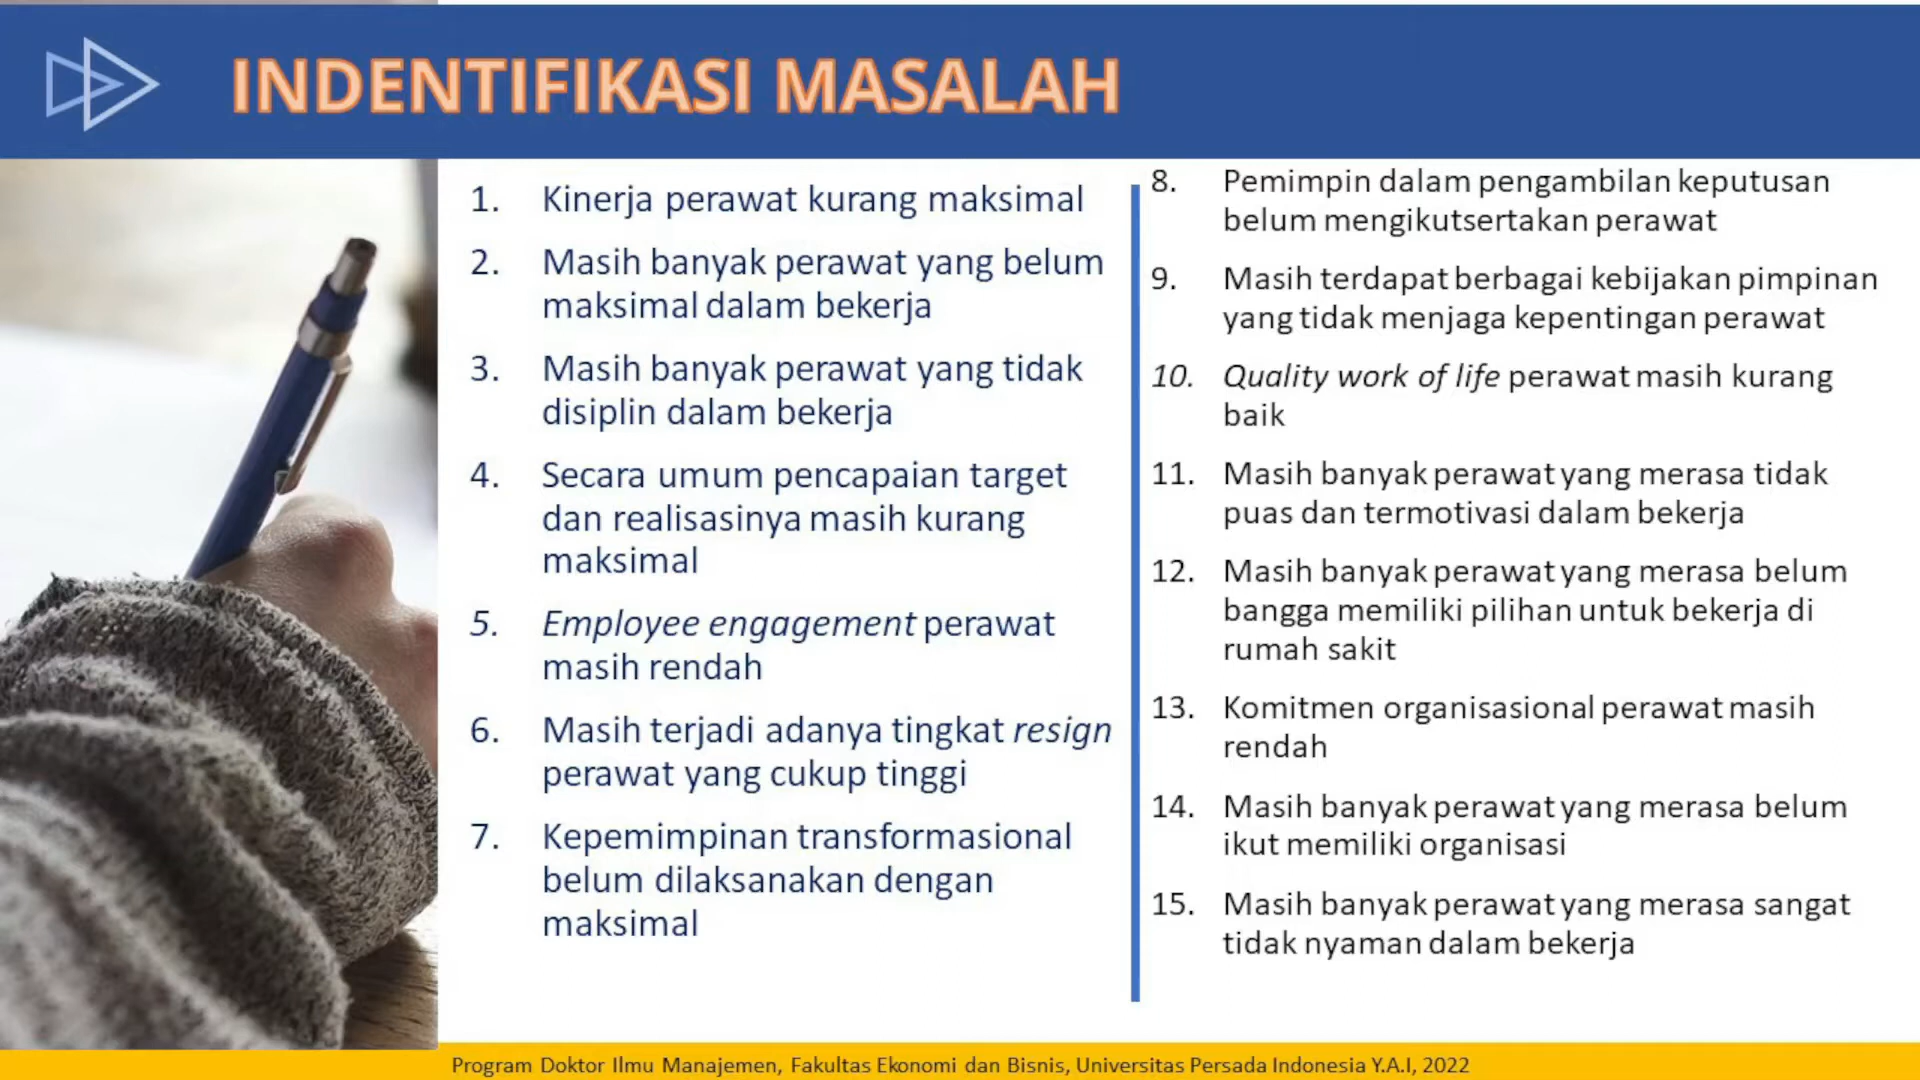 INDENTIFIKASI MASALAH
1. Kinerja perawat kurang maksimal
2. Masih banyak perawat yang belum
maksimal dalam bekerja
3. Masih banyak perawat yang tidak
disiplin dalam bekerja
4. Secara umum pencapaian target
dan realisasinya masih kurang
maksimal
5. Employee engagement perawat
masih rendah
6. Masih terjadi adanya tingkat resign
perawat yang cukup tinggi
7. Kepemimpinan transformasional
belum dilaksanakan dengan
maksimal
8. Pemimpin dalam pengambilan keputusan
belum mengikutsertakan perawat
9. Masih terdapat berbagai kebijakan pimpinan
yang tidak menjaga kepentingan perawat
10. Quality work of life perawat masih kurang
baik
11. Masih banyak perawat yang merasa tidak
puas dan termotivasi dalam bekerja
12. Masih banyak perawat yang merasa belum
bangga memiliki pilihan untuk bekerja di
rumah sakit
13. Komitmen organisasional perawat masih
rendah
14. Masih banyak perawat yang merasa belum
ikut memiliki organisasi
15. Masih banyak perawat yang merasa sangat
tidak nyaman dalam bekerja
Program Doktor Ilmu Manajemen, Fakultas Ekonomi dan Bisnis, Universitas Persada Indonesia Y.A.I, 2022